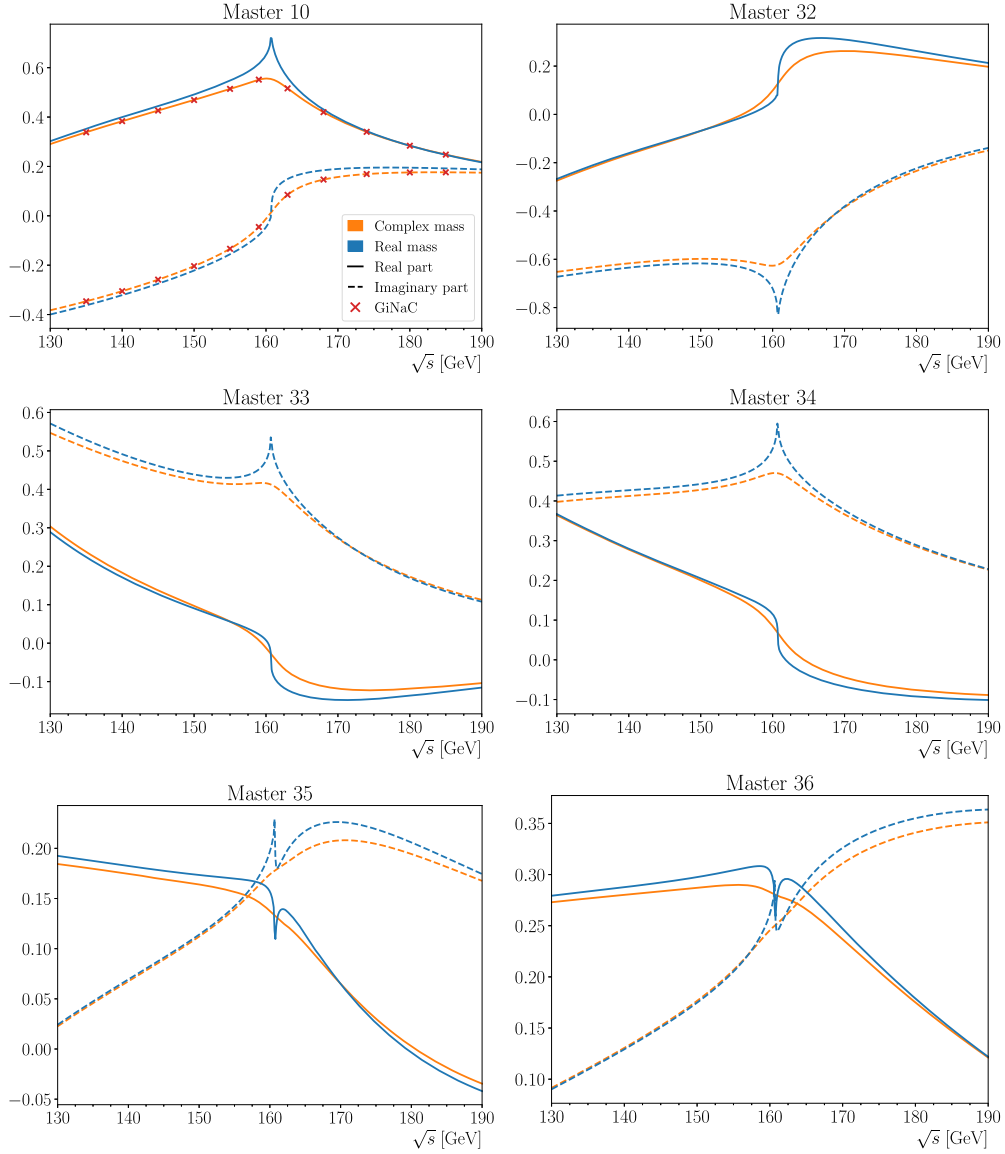 Master 10
0.6
0.4
0.2
0.0
−0.2
−0.4
130 140 150 160 170 180 190
√s [GeV]
Complex mass
Real mass
Real part
Imaginary part
GiNaC
Master 32
0.2
0.0
−0.2
−0.4
−0.6
−0.8
130 140 150 160 170 180 190
√s [GeV]
Master 33
0.6
0.5
0.4
0.3
0.2
0.1
0.0
−0.1
130 140 150 160 170 180 190
√s [GeV]
Master 34
0.6
0.5
0.4
0.3
0.2
0.1
0.0
−0.1
130 140 150 160 170 180 190
√s [GeV]
Master 35
0.20
0.15
0.10
0.05
0.00
−0.05
130 140 150 160 170 180 190
√s [GeV]
Master 36
0.35
0.30
0.25
0.20
0.15
0.10
130 140 150 160 170 180 190
√s [GeV]